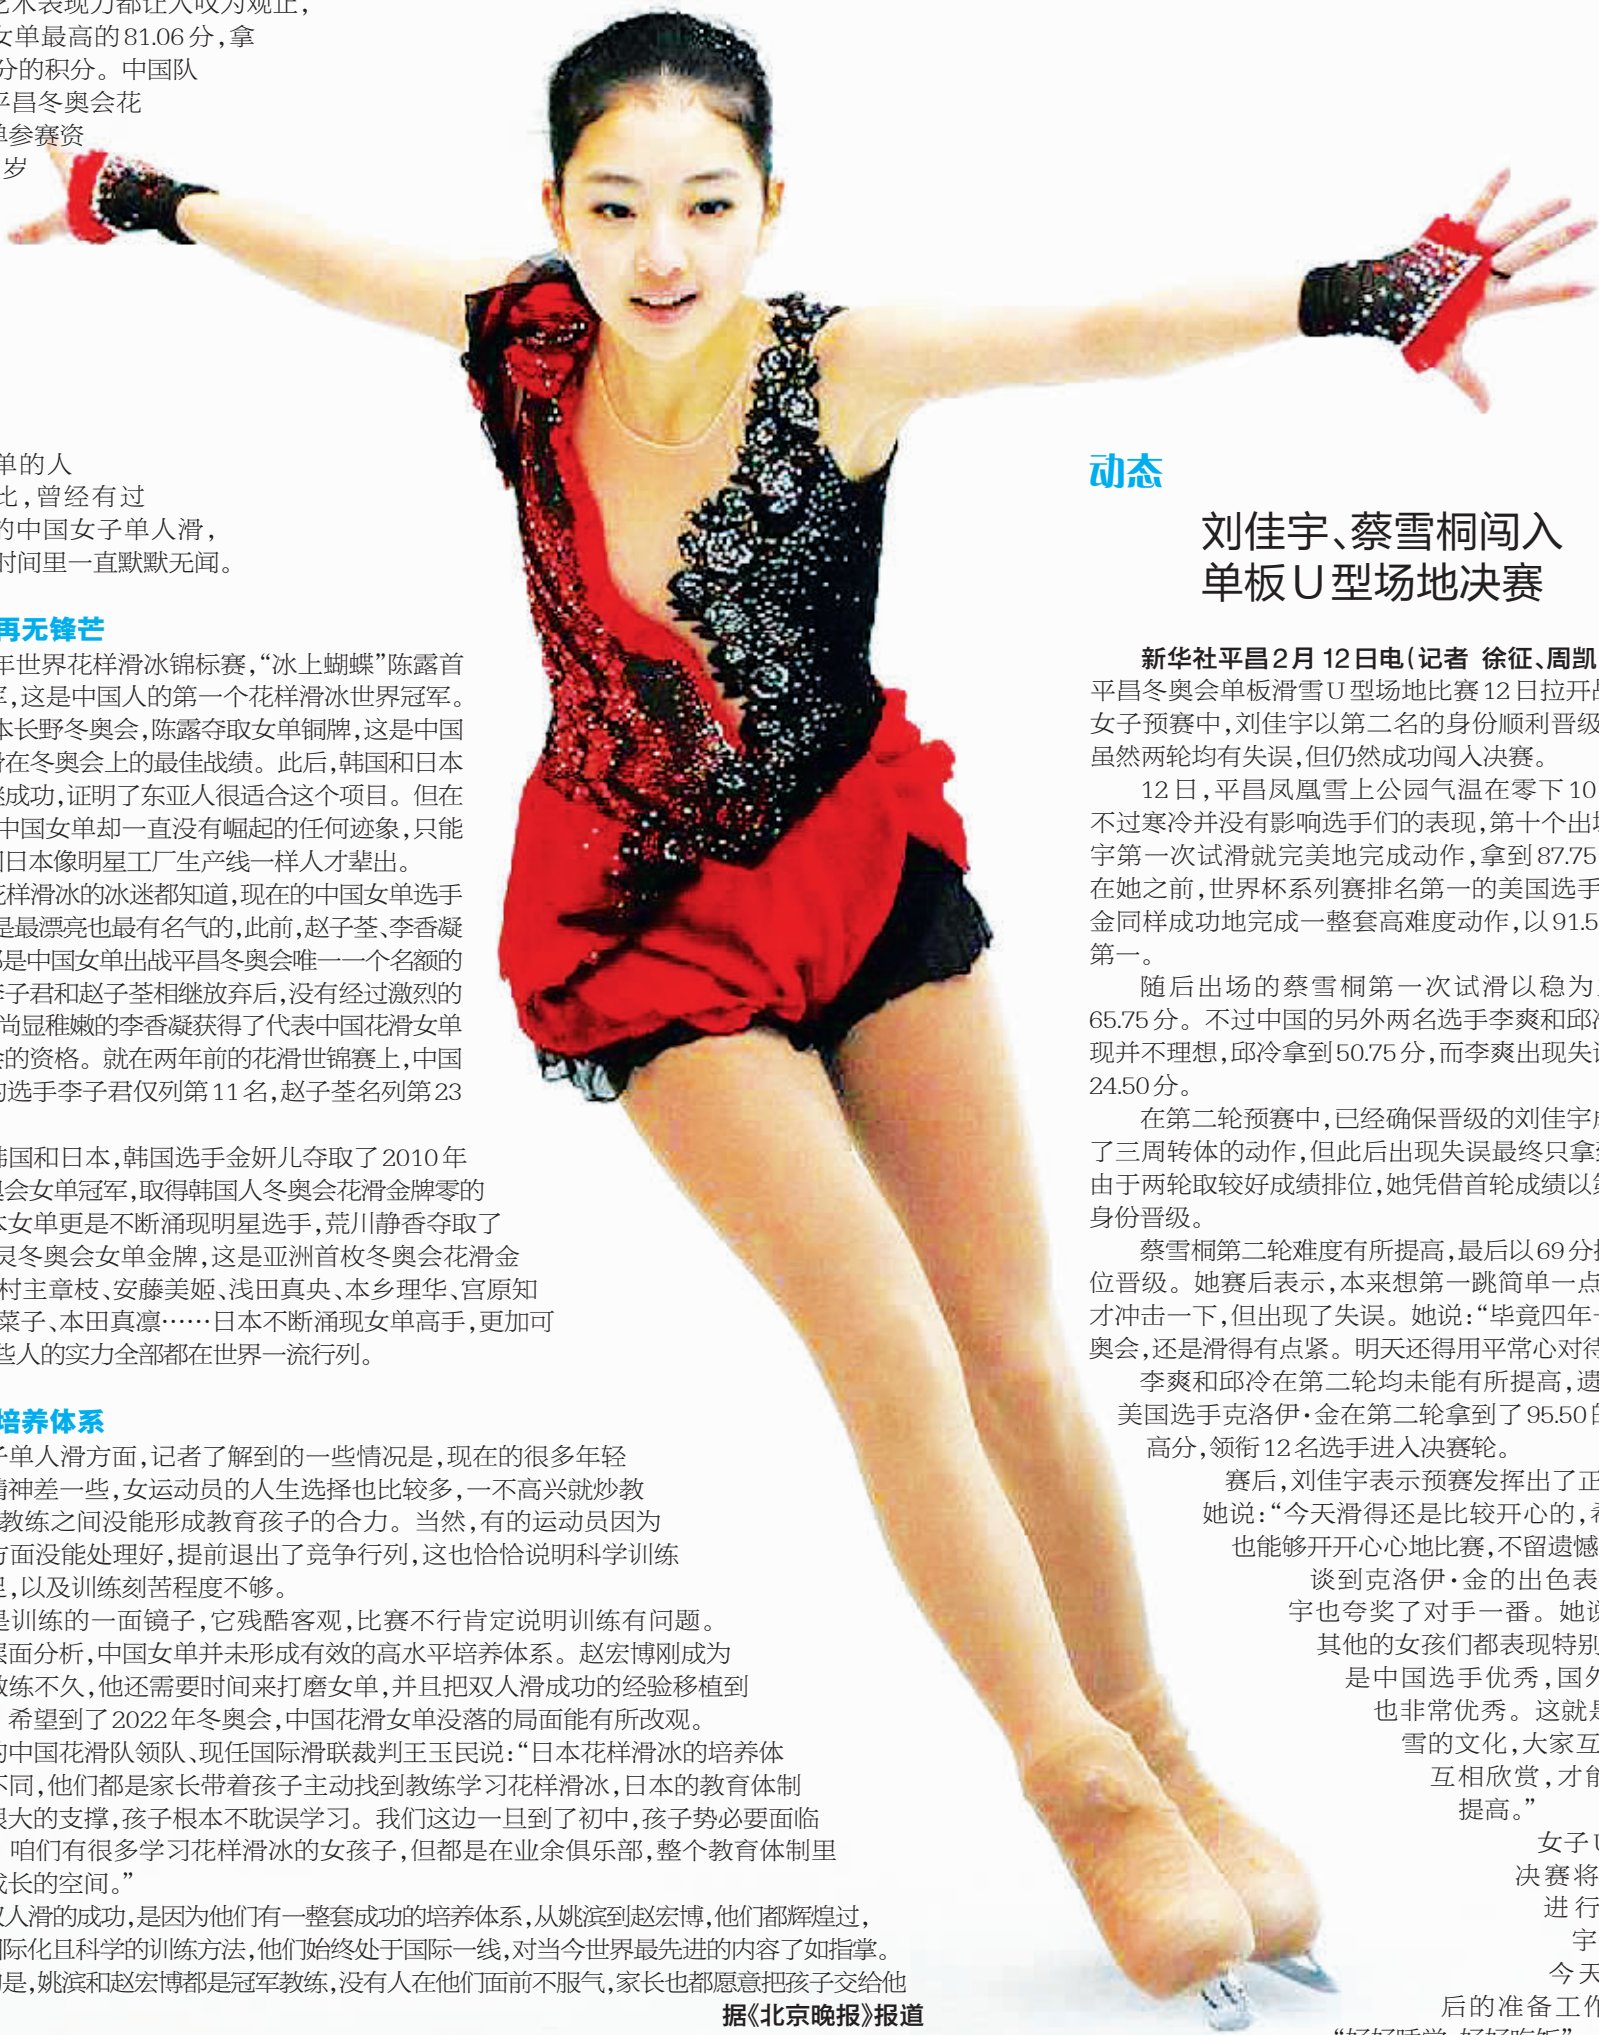 艺术表现力都让人叹为观止，
女单最高的81.06分，拿
分的积分。中国队
平昌冬奥会花
单参赛资
岁
单的人
比，曾经有过
的中国女子单人滑，
时间里一直默默无闻。
再无锋芒
年世界花样滑冰锦标赛，“冰上蝴蝶”陈露首
军，这是中国人的第一个花样滑冰世界冠军。
本长野冬奥会，陈露夺取女单铜牌，这是中国
滑在冬奥会上的最佳战绩。此后，韩国和日本
继成功，证明了东亚人很适合这个项目。但在
中国女单却一直没有崛起的任何迹象，只能
和日本像明星工厂生产线一样人才辈出。
花样滑冰的冰迷都知道，现在的中国女单选手
是最漂亮也最有名气的，此前，赵子荃、李香凝
都是中国女单出战平昌冬奥会唯一一个名额的
李子君和赵子荃相继放弃后，没有经过激烈的
尚显稚嫩的李香凝获得了代表中国花滑女单
会的资格。就在两年前的花滑世锦赛上，中国
的选手李子君仅列第11名，赵子荃名列第23
韩国和日本，韩国选手金妍儿夺取了2010年
奥会女单冠军，取得韩国人冬奥会花滑金牌零的
本女单更是不断涌现明星选手，荒川静香夺取了
灵冬奥会女单金牌，这是亚洲首枚冬奥会花滑金
村主章枝、安藤美姬、浅田真央、本乡理华、宫原知
菜子、本田真凛……日本不断涌现女单高手，更加可
些人的实力全部都在世界一流行列。
培养体系
子单人滑方面，记者了解到的一些情况是，现在的很多年轻
精神差一些，女运动员的人生选择也比较多，一不高兴就炒教
教练之间没能形成教育孩子的合力。当然，有的运动员因为
方面没能处理好，提前退出了竞争行列，这也恰恰说明科学训练
足，以及训练刻苦程度不够。
是训练的一面镜子，它残酷客观，比赛不行肯定说明训练有问题。
层面分析，中国女单并未形成有效的高水平培养体系。赵宏博刚成为
教练不久，他还需要时间来打磨女单，并且把双人滑成功的经验移植到
希望到了2022年冬奥会，中国花滑女单没落的局面能有所改观。
的中国花滑队领队、现任国际滑联裁判王玉民说：“日本花样滑冰的培养体
不同，他们都是家长带着孩子主动找到教练学习花样滑冰，日本的教育体制
很大的支撑，孩子根本不耽误学习。我们这边一旦到了初中，孩子势必要面临
咱们有很多学习花样滑冰的女孩子，但都是在业余俱乐部，整个教育体制里
成长的空间。”
双人滑的成功，是因为他们有一整套成功的培养体系，从姚滨到赵宏博，他们都辉煌过，
国际化且科学的训练方法，他们始终处于国际一线，对当今世界最先进的内容了如指掌。
的是，姚滨和赵宏博都是冠军教练，没有人在他们面前不服气，家长也都愿意把孩子交给他
据《北京晚报》报道
动态
刘佳宇、蔡雪桐闯入
单板U型场地决赛
新华社平昌2月12日电（记者 徐征、周凯
平昌冬奥会单板滑雪U型场地比赛12日拉开战
女子预赛中，刘佳宇以第二名的身份顺利晋级
虽然两轮均有失误，但仍然成功闯入决赛。
12日，平昌凤凰雪上公园气温在零下10
不过寒冷并没有影响选手们的表现，第十个出场
宇第一次试滑就完美地完成动作，拿到87.75
在她之前，世界杯系列赛排名第一的美国选手
金同样成功地完成一整套高难度动作，以91.5
第一。
随后出场的蔡雪桐第一次试滑以稳为主
65.75分。不过中国的另外两名选手李爽和邱冷
现并不理想，邱冷拿到50.75分，而李爽出现失误
24.50分。
在第二轮预赛中，已经确保晋级的刘佳宇成
了三周转体的动作，但此后出现失误最终只拿到
由于两轮取较好成绩排位，她凭借首轮成绩以第
身份晋级。
蔡雪桐第二轮难度有所提高，最后以69分排
位晋级。她赛后表示，本来想第一跳简单一点
才冲击一下，但出现了失误。她说：“毕竟四年一
奥会，还是滑得有点紧。明天还得用平常心对待
李爽和邱冷在第二轮均未能有所提高，遗
美国选手克洛伊·金在第二轮拿到了95.50的
高分，领衔12名选手进入决赛轮。
赛后，刘佳宇表示预赛发挥出了正
她说：“今天滑得还是比较开心的，希
也能够开开心心地比赛，不留遗憾
谈到克洛伊·金的出色表
宇也夸奖了对手一番。她说
其他的女孩们都表现特别
是中国选手优秀，国外
也非常优秀。这就是
雪的文化，大家互
互相欣赏，才能
提高。”
女子U
决赛将
进行
宇
今天
后的准备工作
“好好睡觉，好好吃饭”